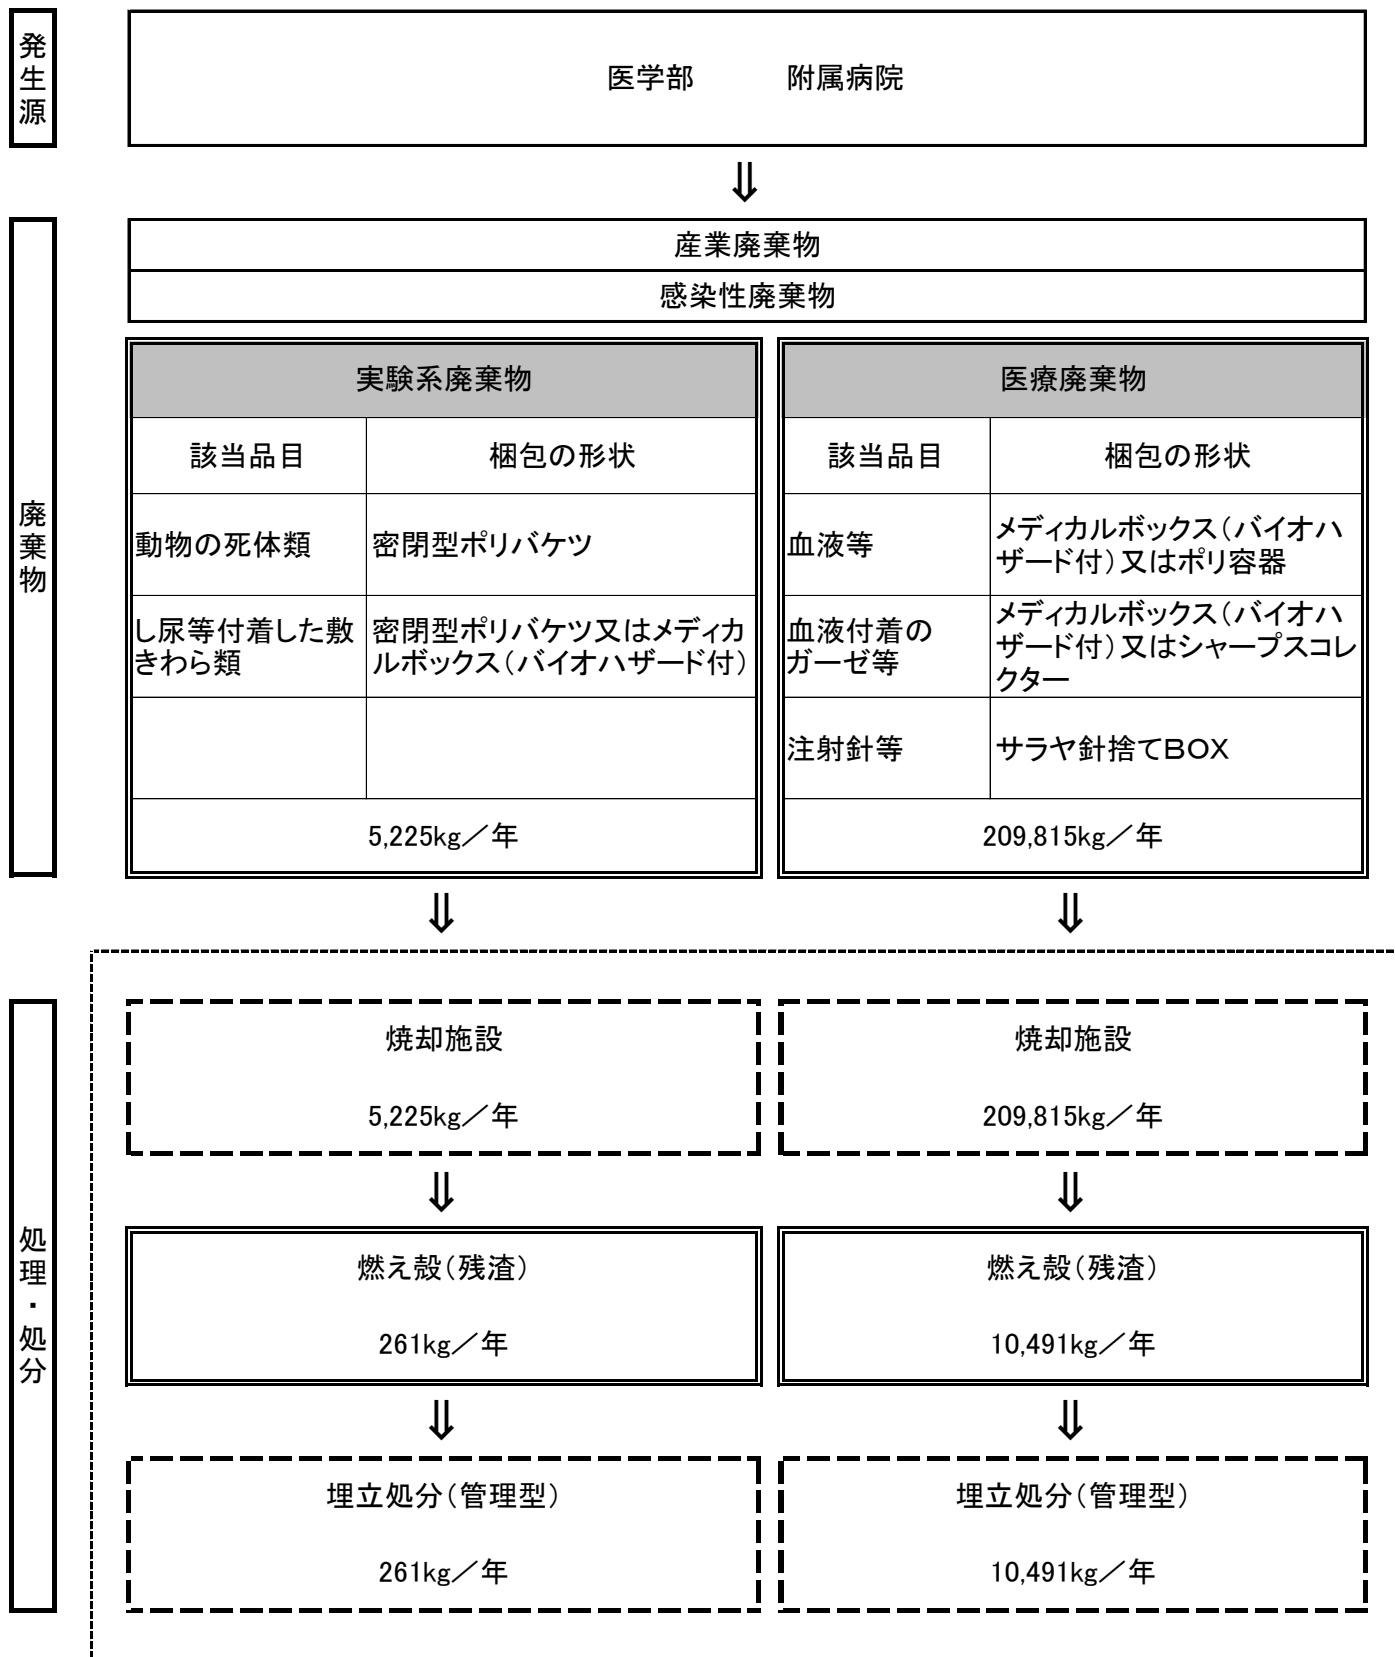 発生源
医学部 附属病院
⇓
廃棄物
産業廃棄物
感染性廃棄物
実験系廃棄物
該当品目 梱包の形状
動物の死体類 密閉型ポリバケツ
し尿等付着した敷
きわら類
密閉型ポリバケツ又はメディカ
ルボックス（バイオハザード付）
5,225kg／年
医療廃棄物
該当品目 梱包の形状
血液等
メディカルボックス（バイオハ
ザード付）又はポリ容器
血液付着の
ガーゼ等
メディカルボックス（バイオハ
ザード付）又はシャープスコレ
クター
注射針等 サラヤ針捨てBOX
209,815kg／年
⇓ ⇓
処理・処分
焼却施設
5,225kg／年
焼却施設
209,815kg／年
⇓ ⇓
燃え殻（残渣）
261kg／年
燃え殻（残渣）
10,491kg／年
⇓ ⇓
埋立処分（管理型）
261kg／年
埋立処分（管理型）
10,491kg／年